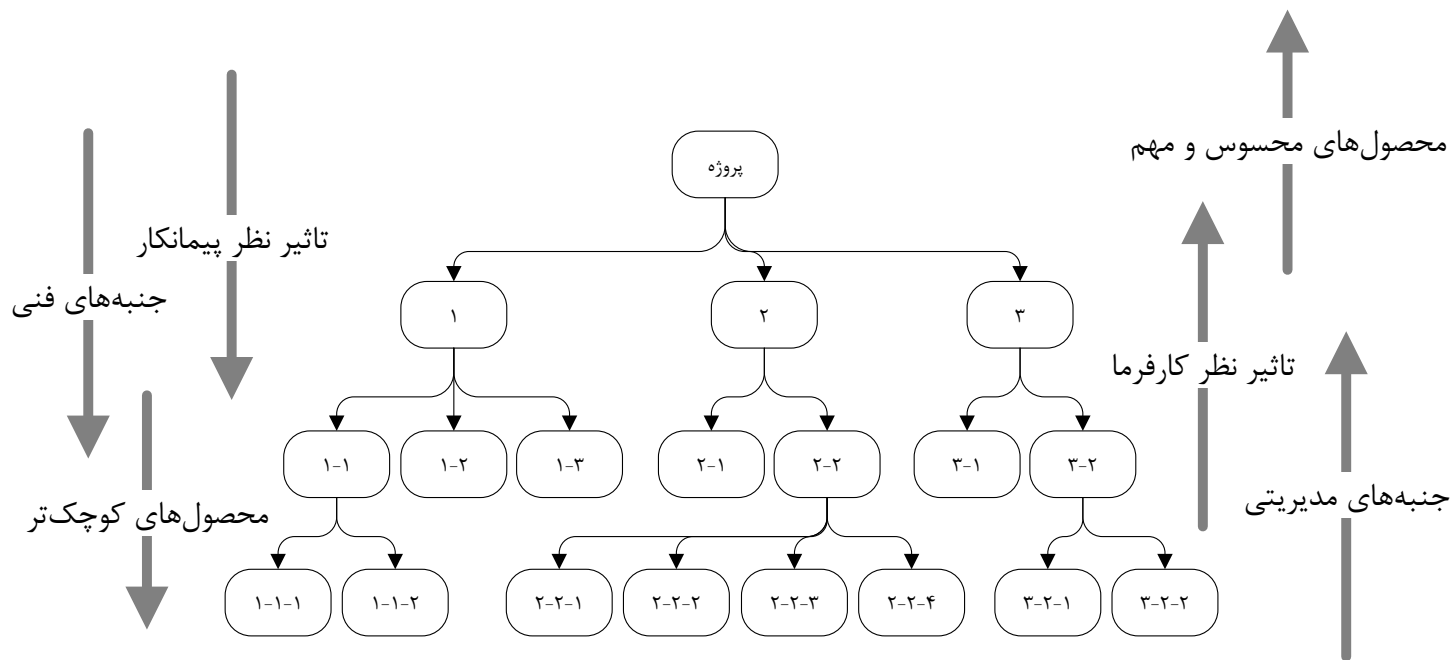 محصول‌های محسوس و مهم
پروژه
تاثیر نظر پیمانکار
جنبه‌های فنی
۱
۲
۳
تاثیر نظر کارفرما
۱-۱
۱-۲
۱-۳
۲-۱
۲-۲
۳-۱
۳-۲
جنبه‌های مدیریتی
محصول‌های کوچک‌تر
۱-۱-۱
۱-۱-۲
۲-۲-۱
۲-۲-۲
۲-۲-۳
۲-۲-۴
۳-۲-۱
۳-۲-۲